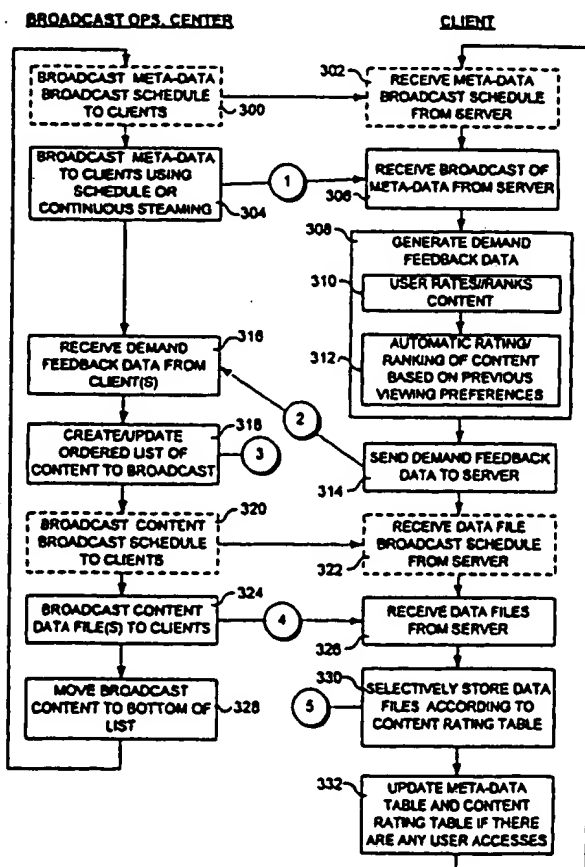 BROADCAST OPS. CENTER
CLIENT
BROADCAST META-DATA
BROADCAST SCHEDULE
TO CLIENTS
300
302
RECEIVE META-DATA
BROADCAST SCHEDULE
FROM SERVER
BROADCAST META-DATA
TO CLIENTS USING
SCHEDULE OR
CONTINUOUS STEAMING
304
1
RECEIVE BROADCAST OF
META-DATA FROM SERVER
306
308
GENERATE DEMAND
FEEDBACK DATA
310
USER RATES//RANKS
CONTENT
312
AUTOMATIC RATING/
RANKING OF CONTENT
BASED ON PREVIOUS
VIEWING PREFERENCES
316
RECEIVE DEMAND
FEEDBACK DATA FROM
CLIENT(S)
2
318
CREATE/UPDATE
ORDERED LIST OF
CONTENT TO BROADCAST
3
SEND DEMAND FEEDBACK
DATA TO SERVER
314
320
BROADCAST CONTENT
BROADCAST SCHEDULE
TO CLIENTS
RECEIVE DATA FILE
BROADCAST SCHEDULE
FROM SERVER
322
324
BROADCAST CONTENT
DATA FILE(S) TO CLIENTS
4
RECEIVE DATA FILES
FROM SERVER
326
MOVE BROADCAST
CONTENT TO BOTTOM OF
LIST
328
330
5
SELECTIVELY STORE DATA
FILES ACCORDING TO
CONTENT RATING TABLE
332
UPDATE META-DATA
TABLE AND CONTENT
RATING TABLE IF THERE
ARE ANY USER ACCESSES